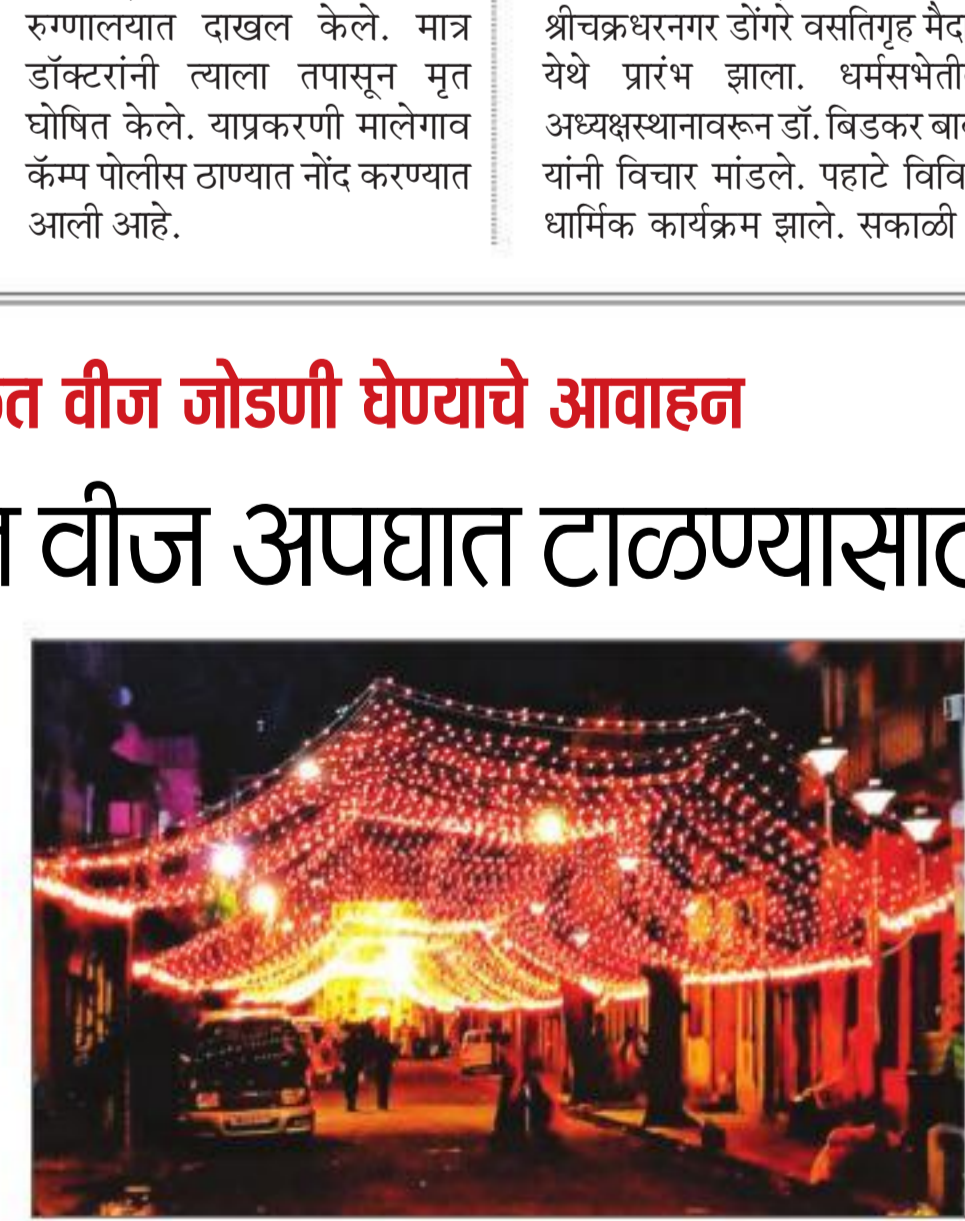 रुग्णालयात दाखल केले. मात्र
डॉक्टरांनी त्याला तपासून मृत
घोषित केले. याप्रकरणी मालेगाव
कॅम्प पोलीस ठाण्यात नोंद करण्यात
आली आहे.
श्रीचक्रधरनगर डोंगरे वसतिगृह
येथे प्रारंभ झाला.
अध्यक्षस्थानावरून डॉ. बिडकर
यांनी विचार मांडले. पहाटे
धार्मिक कार्यक्रम झाले. सकाळी
वीज जोडणी घेण्याचे आवाहन
वीज अपघात